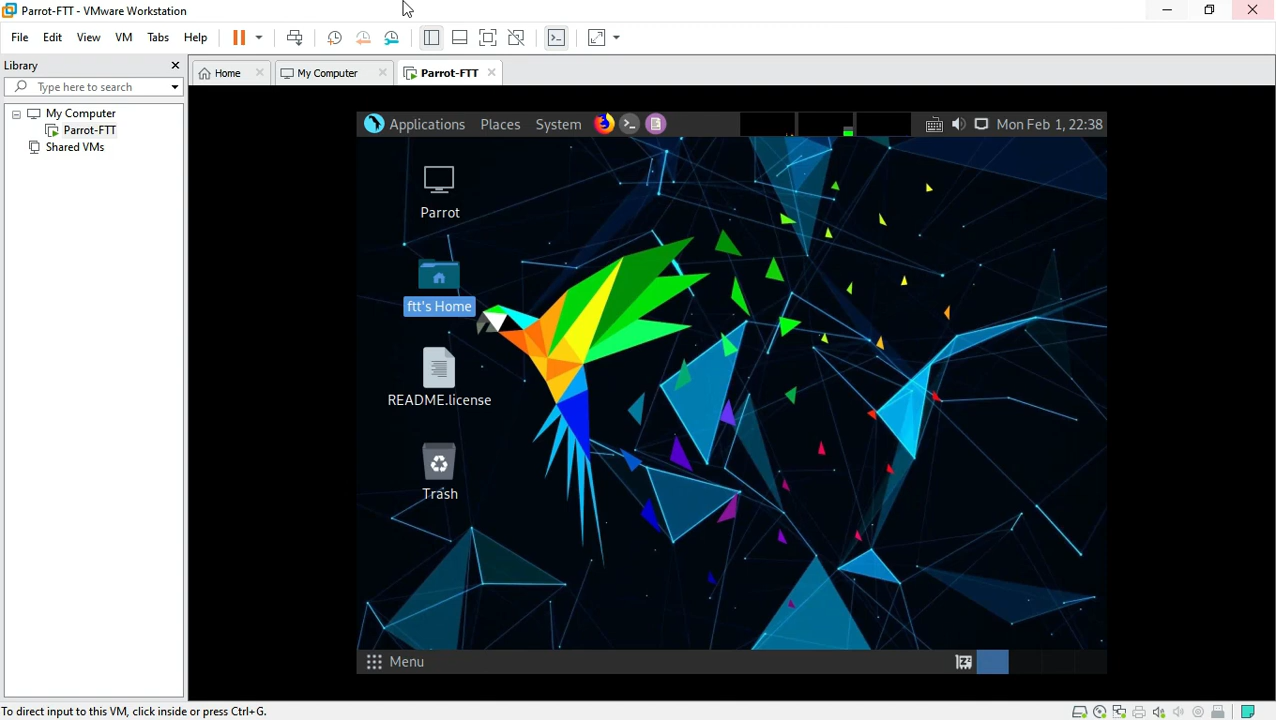 Parrot-FTT - VMware Workstation
File Edit View VM Tabs Help
Library
Type here to search
My Computer
Parrot-FTT
Shared VMs
Home
My Computer
Parrot-FTT
Applications Places System Mon Feb 1, 22:38
Parrot
ftt's Home
README.license
Trash
Menu
To direct input to this VM, click inside or press Ctrl+G.